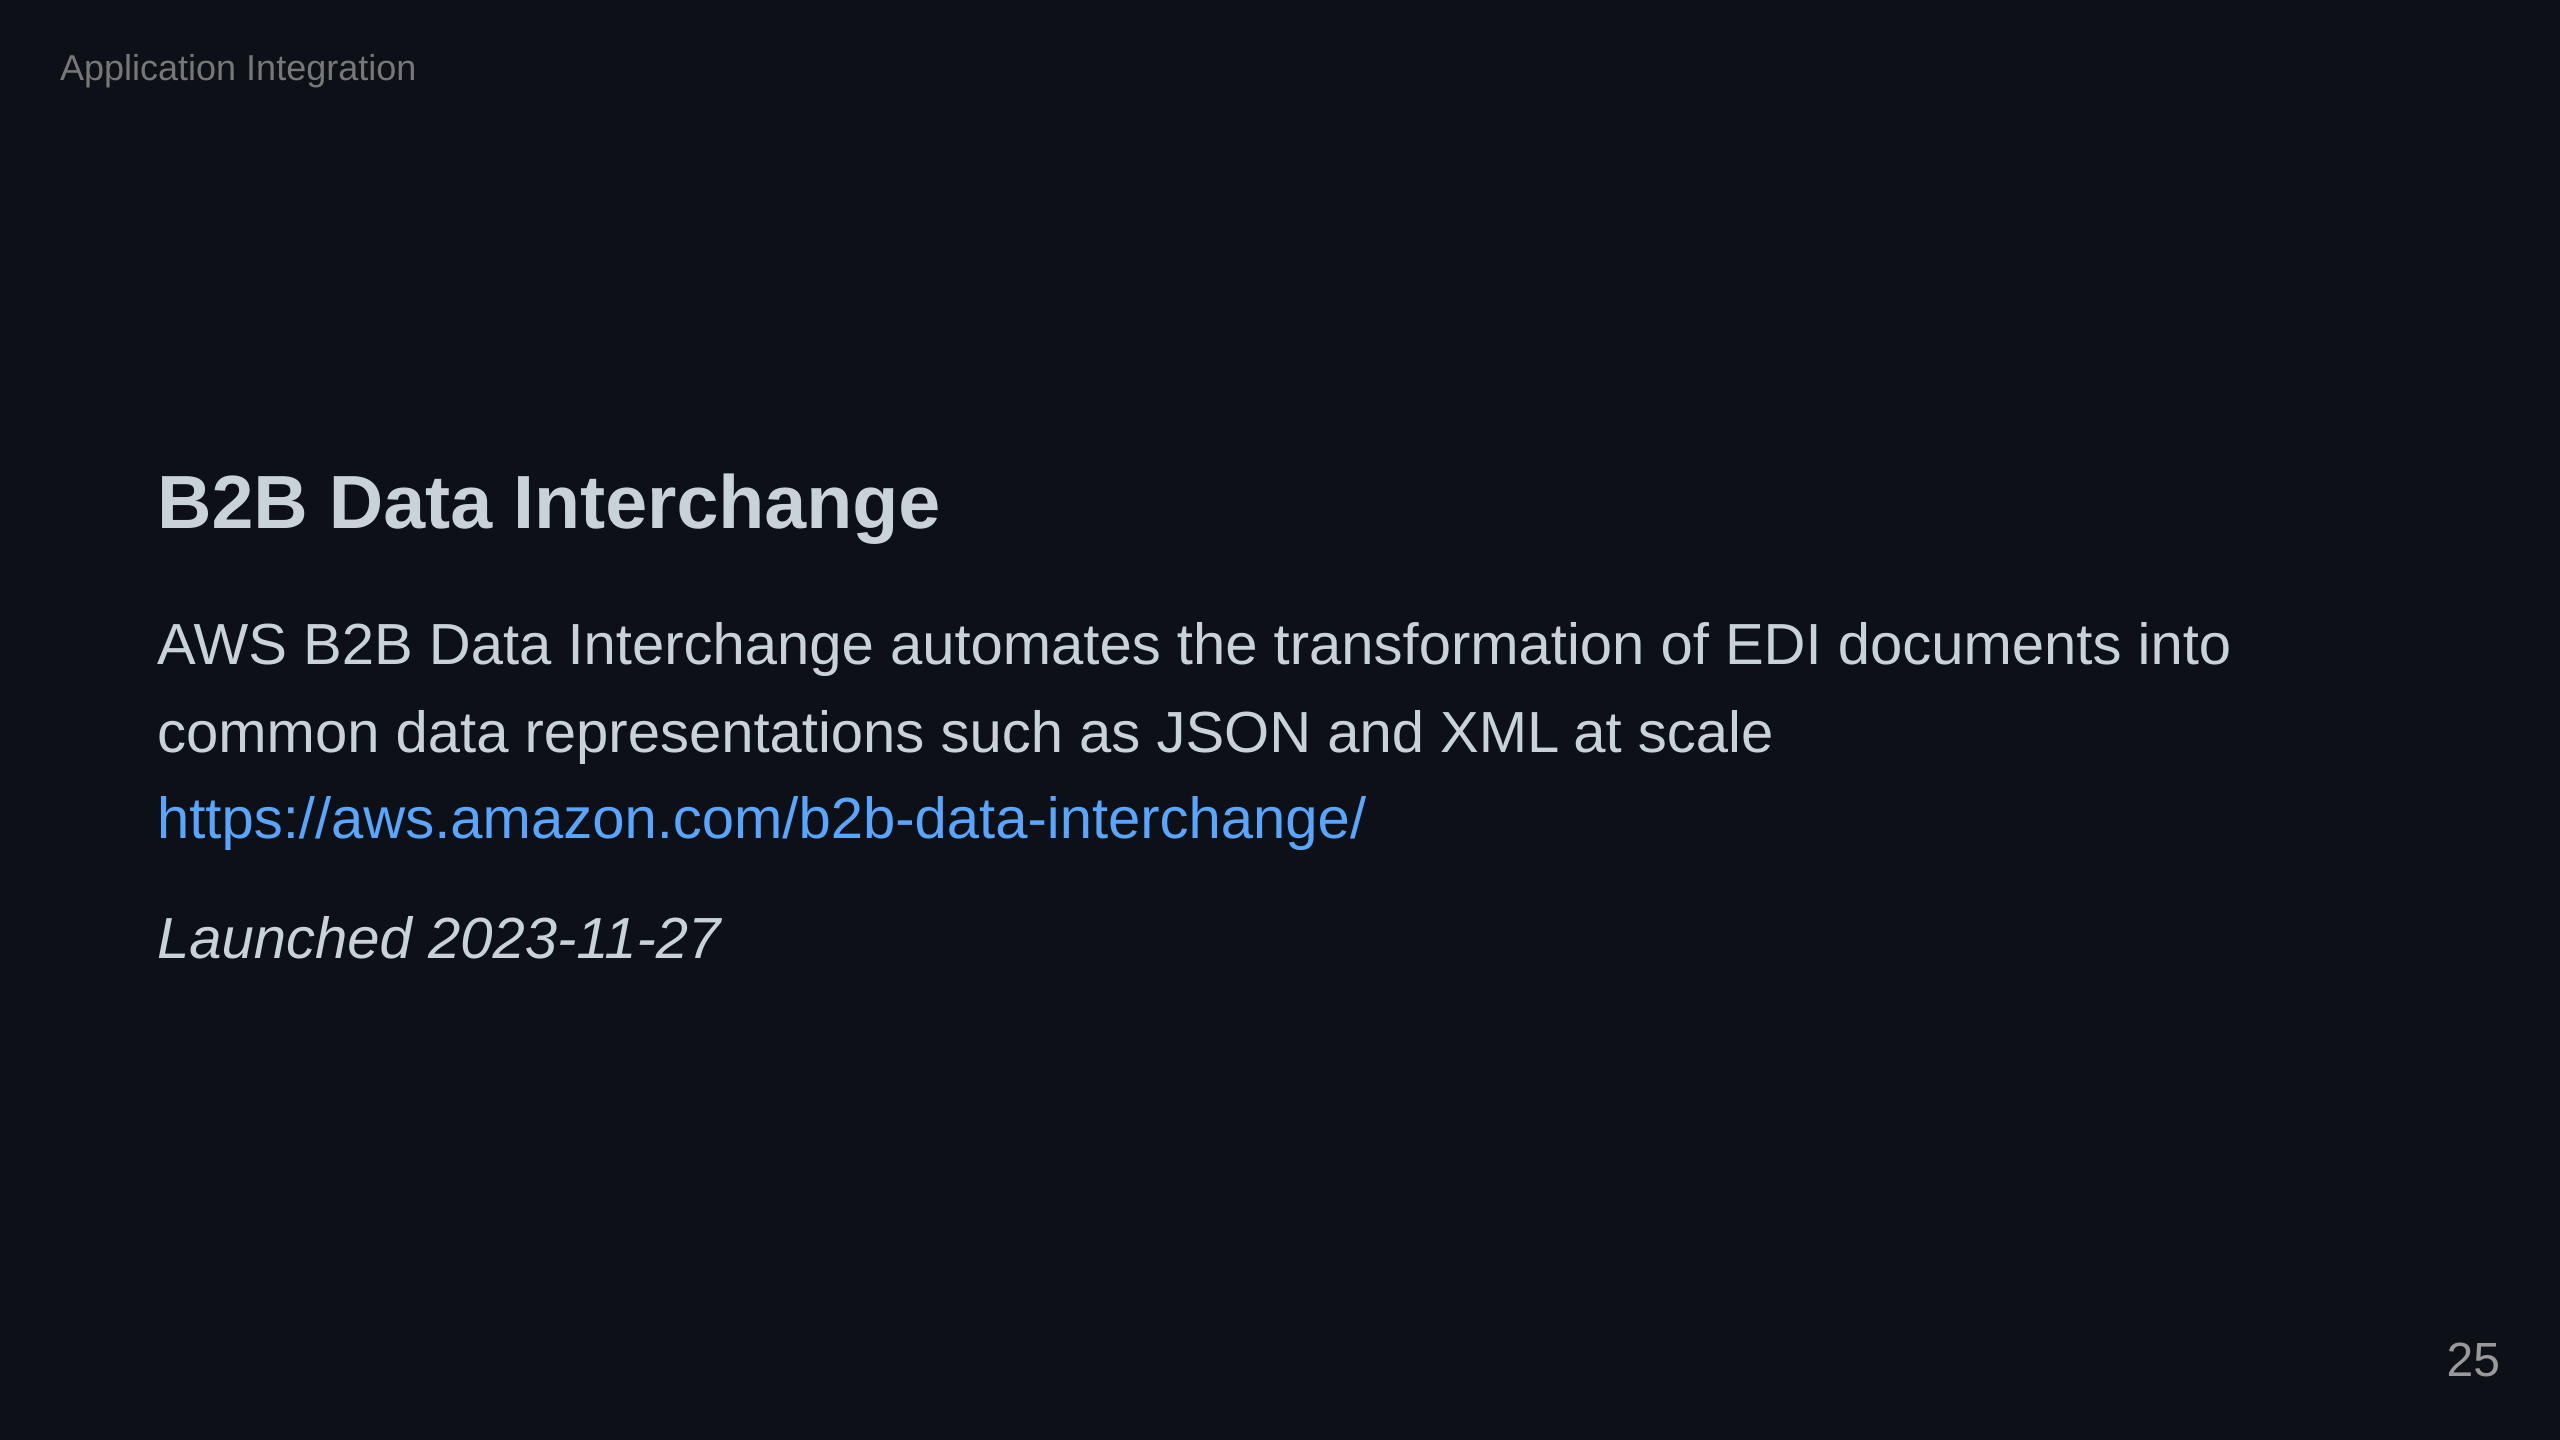 Application Integration
B2B Data Interchange
AWS B2B Data Interchange automates the transformation of EDI documents into
common data representations such as JSON and XML at scale
https://aws.amazon.com/b2b-data-interchange/
Launched 2023-11-27
25